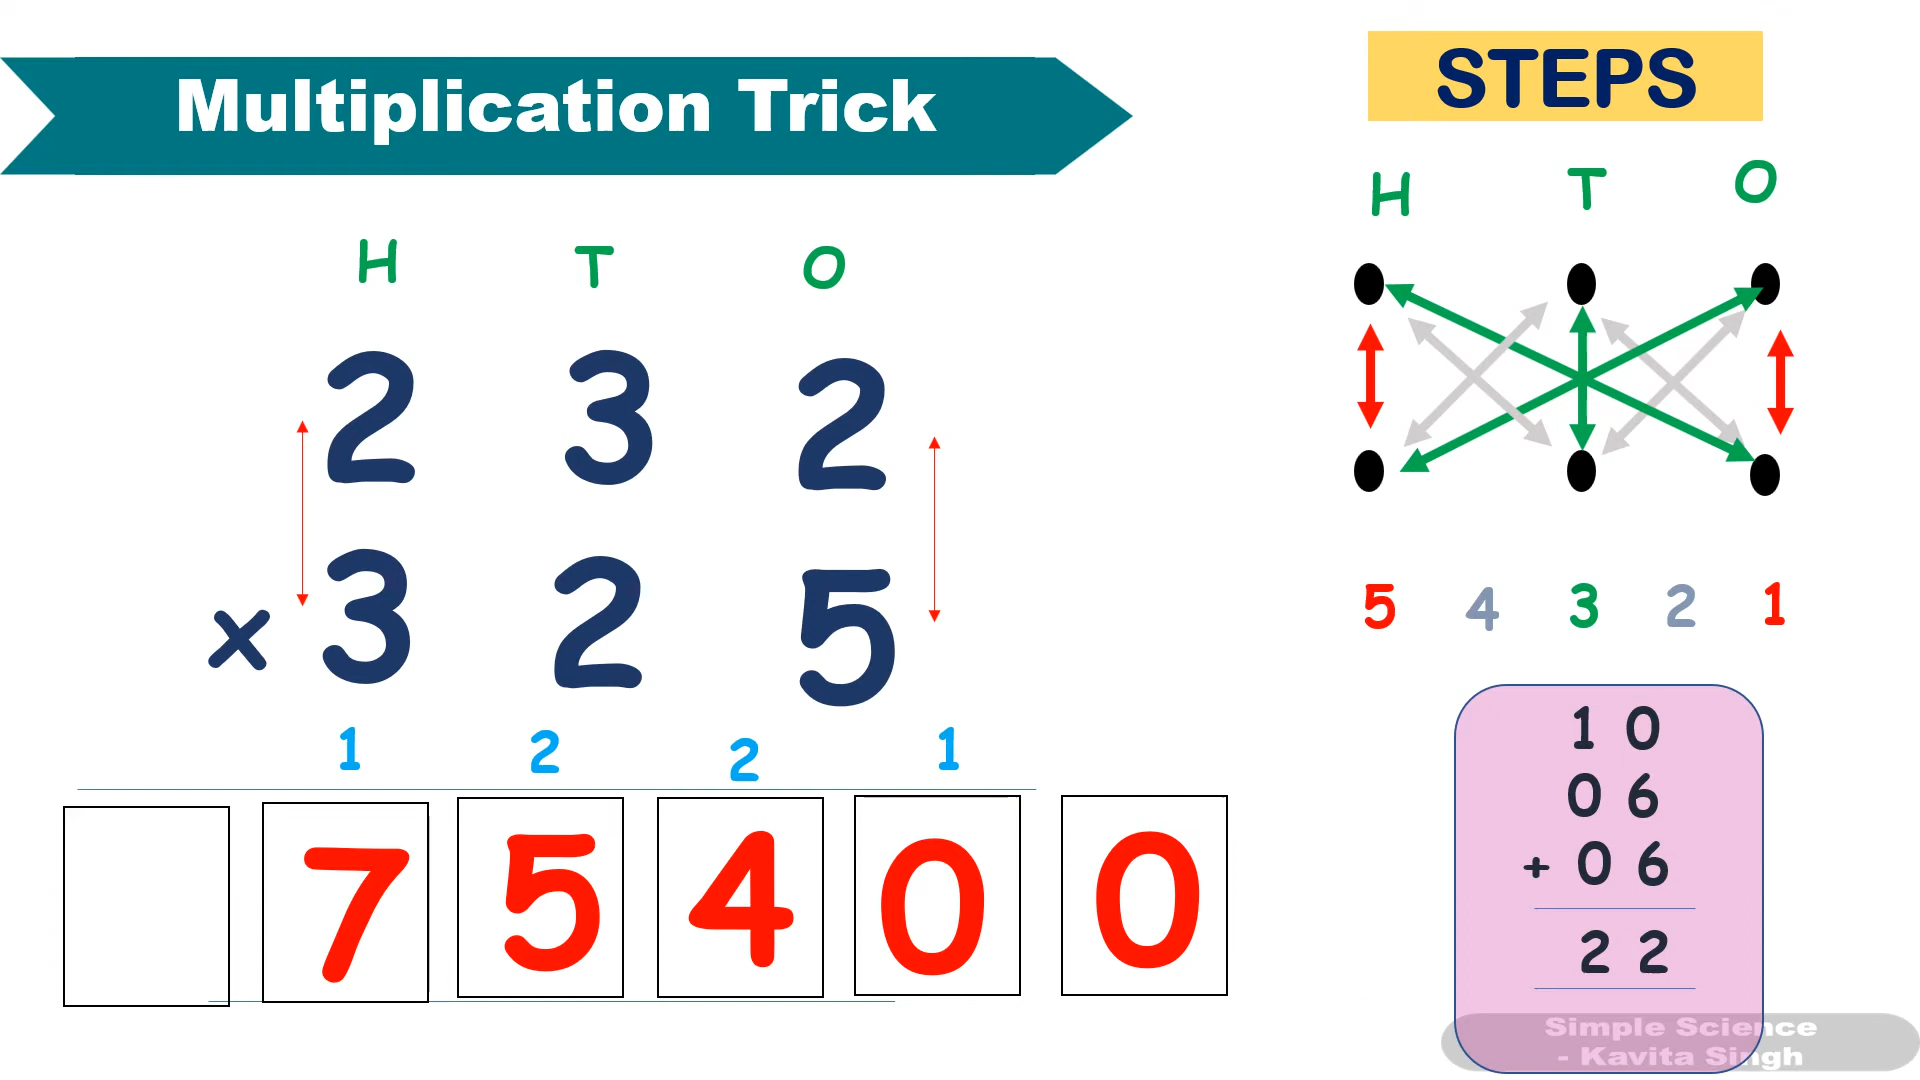 Multiplication Trick
STEPS
H T O
H T O
2 3 2
× 3 2 5
1 2 2 1
7 5 4 0 0
5 4 3 2 1
1 0
0 6
+ 0 6
2 2
Simple Science
- Kavita Singh